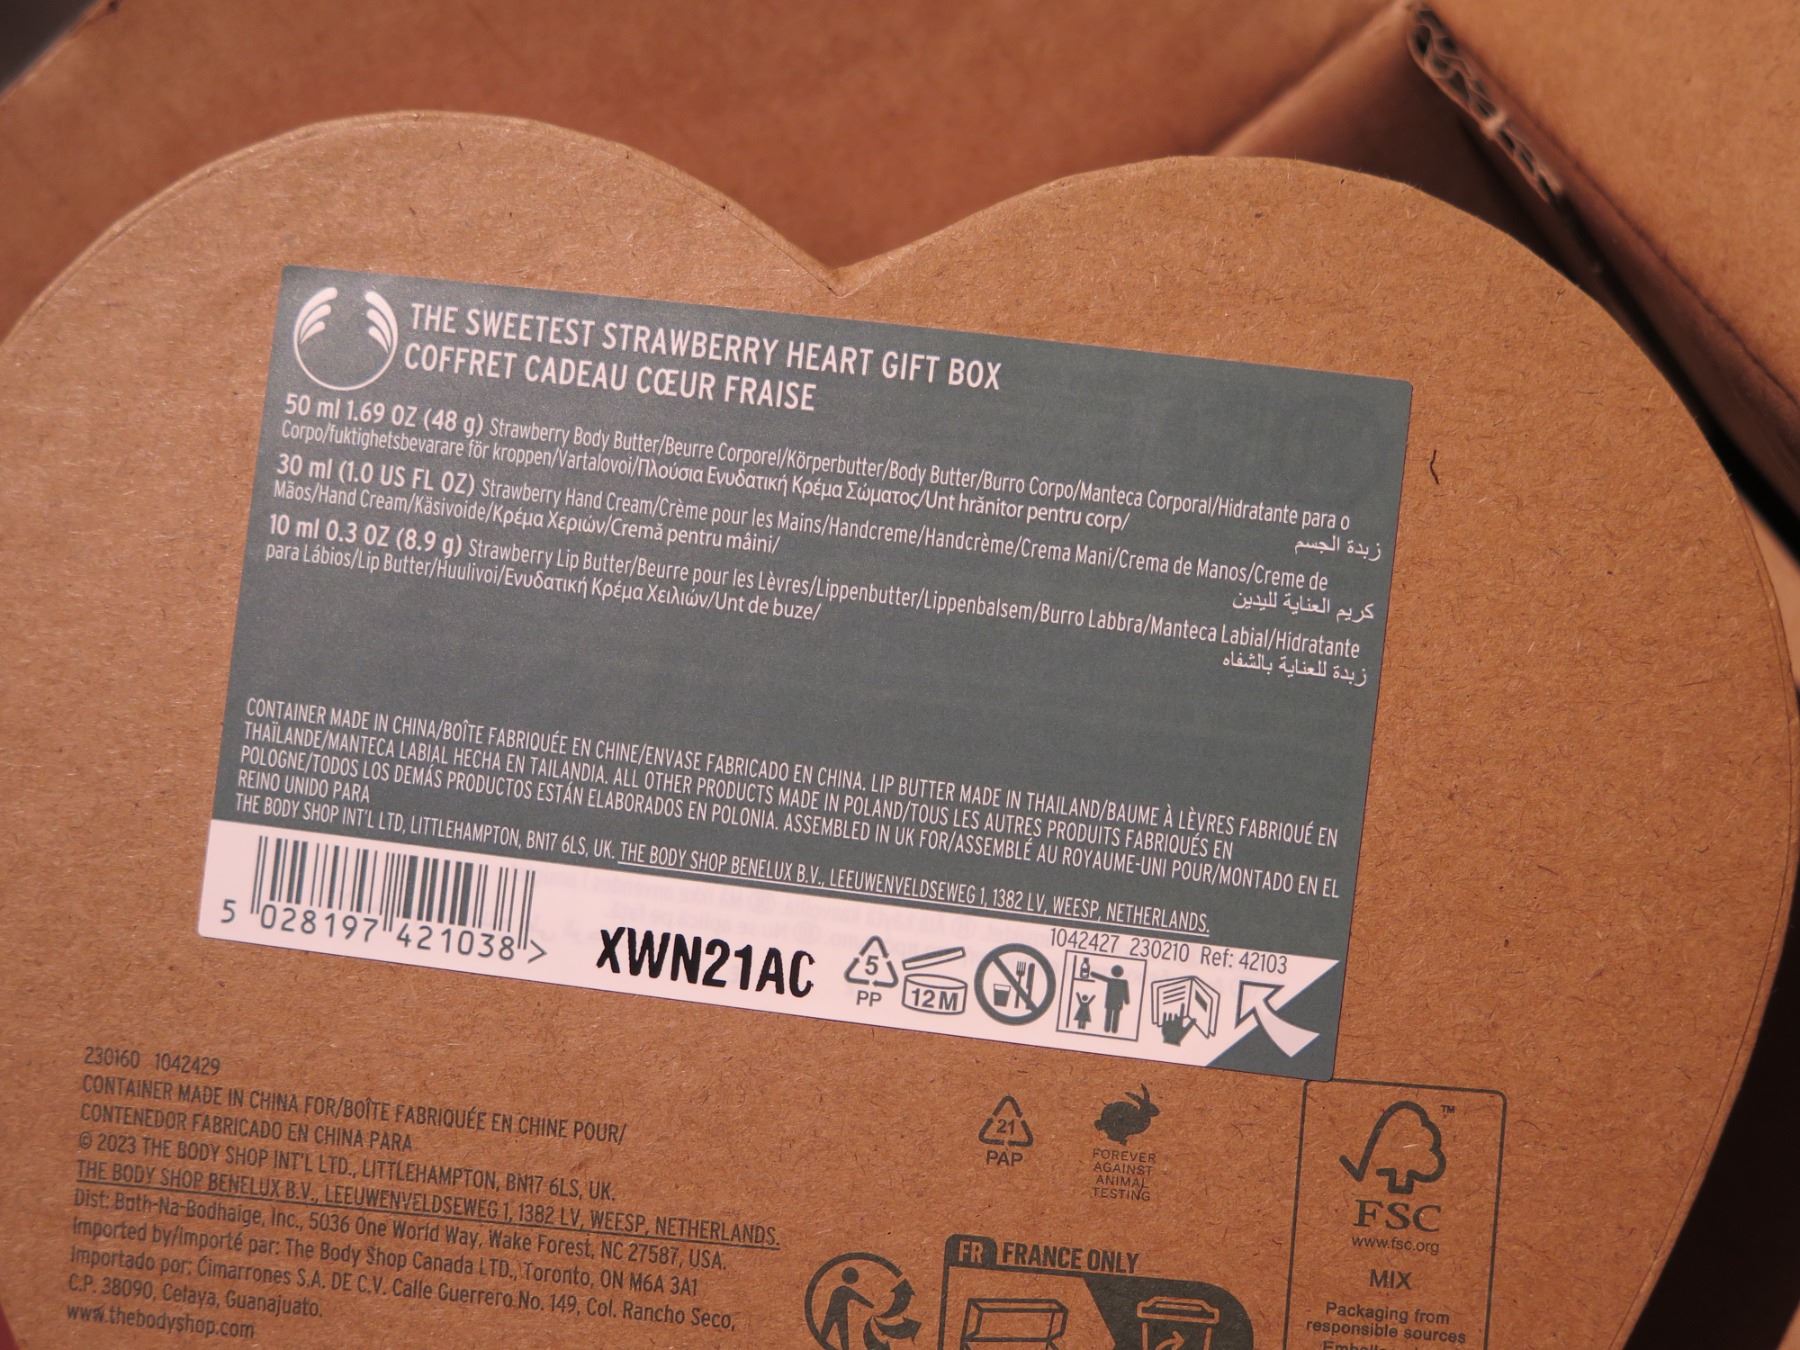 THE SWEETEST STRAWBERRY HEART GIFT BOX
COFFRET CADEAU CŒUR FRAISE
50 ml 1.69 OZ (48 g) Strawberry Body Butter/Beurre Corporel/Körperbutter/Body Butter/Burro Corpo/Manteca Corporal/Hidratante para o
Corpo/fuktighetsbevarare för kroppen/Vartalovoi/Πλούσια Ενυδατική Κρέμα Σώματος/Unt hrănitor pentru corp/
زبدة الجسم
30 ml (1.0 US FL OZ) Strawberry Hand Cream/Crème pour les Mains/Handcreme/Handcrème/Crema Mani/Crema de Manos/Creme de
Mãos/Hand Cream/Käsivoide/Κρέμα Χεριών/Cremă pentru mâini/
كريم العناية لليدين
10 ml 0.3 OZ (8.9 g) Strawberry Lip Butter/Beurre pour les Lèvres/Lippenbutter/Lippenbalsem/Burro Labbra/Manteca Labial/Hidratante
para Lábios/Lip Butter/Huulivoi/Ενυδατική Κρέμα Χειλιών/Unt de buze/
زبدة للعناية بالشفاه
CONTAINER MADE IN CHINA/BOÎTE FABRIQUÉE EN CHINE/ENVASE FABRICADO EN CHINA. LIP BUTTER MADE IN THAILAND/BAUME À LÈVRES FABRIQUÉ EN
THAÏLANDE/MANTECA LABIAL HECHA EN TAILANDIA. ALL OTHER PRODUCTS MADE IN POLAND/TOUS LES AUTRES PRODUITS FABRIQUÉS EN
POLOGNE/TODOS LOS DEMÁS PRODUCTOS ESTÁN ELABORADOS EN POLONIA. ASSEMBLED IN UK FOR/ASSEMBLÉ AU ROYAUME-UNI POUR/MONTADO EN EL
REINO UNIDO PARA
THE BODY SHOP INT'L LTD, LITTLEHAMPTON, BN17 6LS, UK. THE BODY SHOP BENELUX B.V., LEEUWENVELDSEWEG 1, 1382 LV, WEESP, NETHERLANDS.
1042427 230210 Ref: 42103
5 028197 421038 >
XWN21AC
5
PP
12M
230160 1042429
CONTAINER MADE IN CHINA FOR/BOÎTE FABRIQUÉE EN CHINE POUR/
CONTENEDOR FABRICADO EN CHINA PARA
© 2023 THE BODY SHOP INT'L LTD., LITTLEHAMPTON, BN17 6LS, UK.
THE BODY SHOP BENELUX B.V., LEEUWENVELDSEWEG 1, 1382 LV, WEESP, NETHERLANDS.
Dist: Buth-Na-Bodhaige, Inc., 5036 One World Way, Wake Forest, NC 27587, USA.
Imported by/Importé par: The Body Shop Canada LTD., Toronto, ON M6A 3A1
Importado por: Cimarrones S.A. DE C.V. Calle Guerrero No. 149, Col. Rancho Seco,
C.P. 38090, Celaya, Guanajuato.
www.thebodyshop.com
21
PAP
FOREVER
AGAINST
ANIMAL
TESTING
FR FRANCE ONLY
TM
FSC
www.fsc.org
MIX
Packaging from
responsible sources